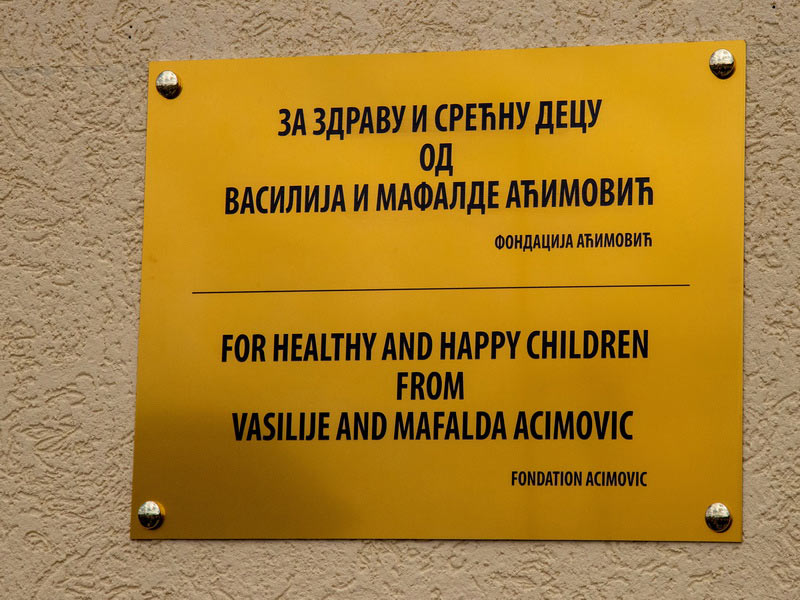 ЗА ЗДРАВУ И СРЕЋНУ ДЕЦУ
ОД
ВАСИЛИЈА И МАФАЛДЕ АЋИМОВИЋ
ФОНДАЦИЈА АЋИМОВИЋ
FOR HEALTHY AND HAPPY CHILDREN
FROM
VASILIJE AND MAFALDA ACIMOVIC
FONDATION ACIMOVIC